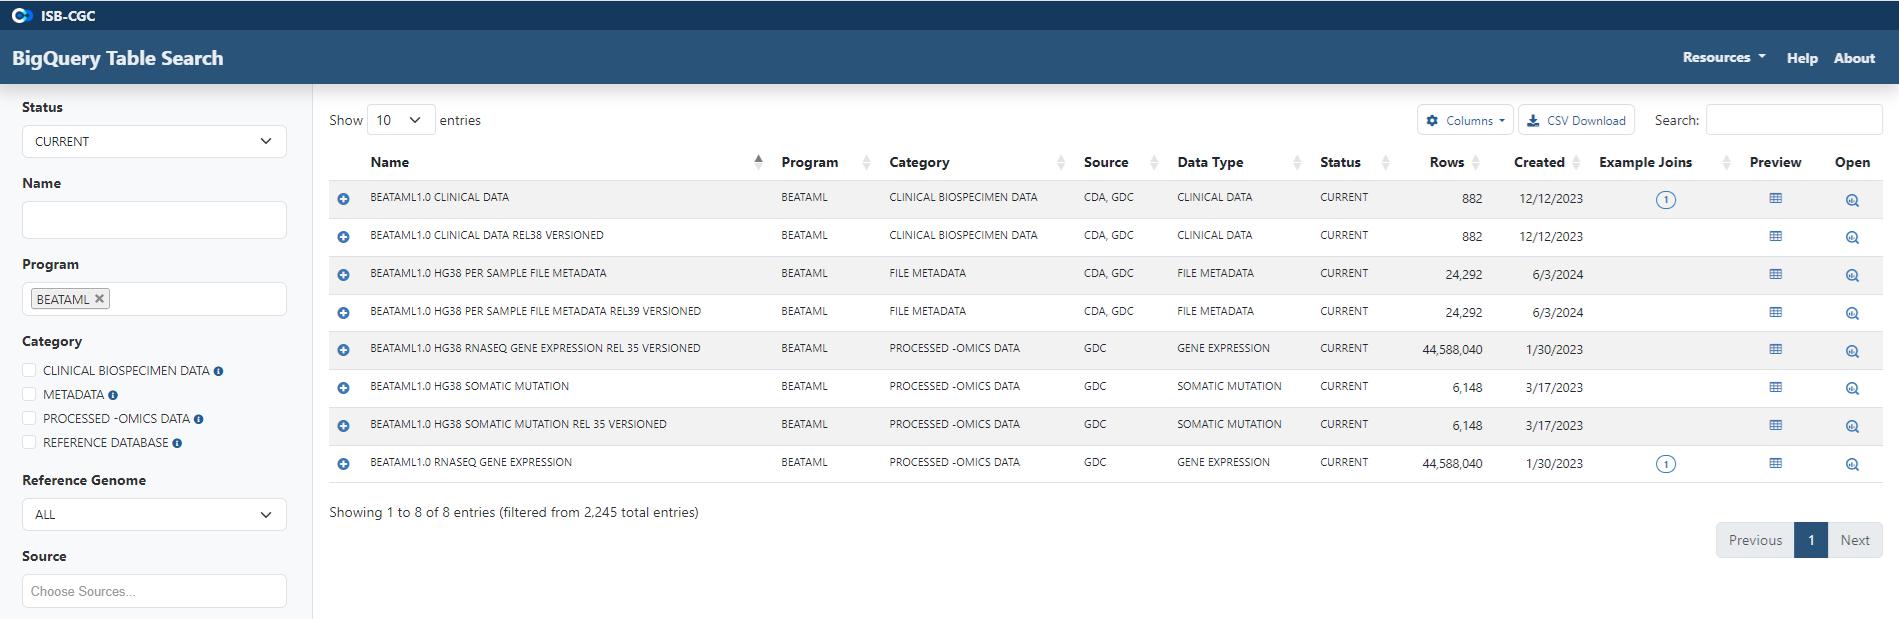 ISB-CGC
BigQuery Table Search
Resources Help About
Status
CURRENT
Name
Program
BEATAML ×
Category
CLINICAL BIOSPECIMEN DATA
METADATA
PROCESSED -OMICS DATA
REFERENCE DATABASE
Reference Genome
ALL
Source
Choose Sources...
Show 10 entries
Columns CSV Download Search:
Name Program Category Source Data Type Status Rows Created Example Joins Preview Open
BEATAML1.0 CLINICAL DATA BEATAML CLINICAL BIOSPECIMEN DATA CDA, GDC CLINICAL DATA CURRENT 882 12/12/2023 1
BEATAML1.0 CLINICAL DATA REL38 VERSIONED BEATAML CLINICAL BIOSPECIMEN DATA CDA, GDC CLINICAL DATA CURRENT 882 12/12/2023
BEATAML1.0 HG38 PER SAMPLE FILE METADATA BEATAML FILE METADATA CDA, GDC FILE METADATA CURRENT 24,292 6/3/2024
BEATAML1.0 HG38 PER SAMPLE FILE METADATA REL39 VERSIONED BEATAML FILE METADATA CDA, GDC FILE METADATA CURRENT 24,292 6/3/2024
BEATAML1.0 HG38 RNASEQ GENE EXPRESSION REL 35 VERSIONED BEATAML PROCESSED -OMICS DATA GDC GENE EXPRESSION CURRENT 44,588,040 1/30/2023
BEATAML1.0 HG38 SOMATIC MUTATION BEATAML PROCESSED -OMICS DATA GDC SOMATIC MUTATION CURRENT 6,148 3/17/2023
BEATAML1.0 HG38 SOMATIC MUTATION REL 35 VERSIONED BEATAML PROCESSED -OMICS DATA GDC SOMATIC MUTATION CURRENT 6,148 3/17/2023
BEATAML1.0 RNASEQ GENE EXPRESSION BEATAML PROCESSED -OMICS DATA GDC GENE EXPRESSION CURRENT 44,588,040 1/30/2023 1
Showing 1 to 8 of 8 entries (filtered from 2,245 total entries)
Previous 1 Next